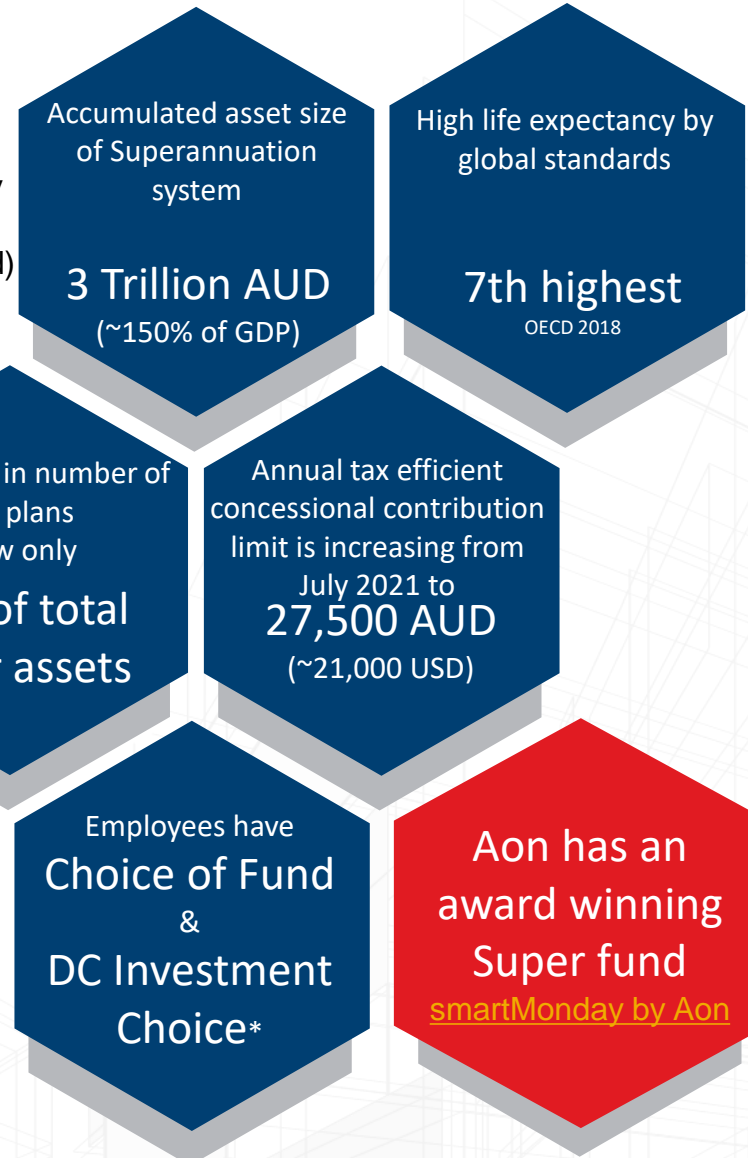 Accumulated asset size
of Superannuation
system
3 Trillion AUD
(~150% of GDP)
High life expectancy by
global standards
7th highest
OECD 2018
in number of
plans
only
of total
assets
Annual tax efficient
concessional contribution
limit is increasing from
July 2021 to
27,500 AUD
(~21,000 USD)
Employees have
Choice of Fund
&
DC Investment
Choice*
Aon has an
award winning
Super fund
smartMonday by Aon